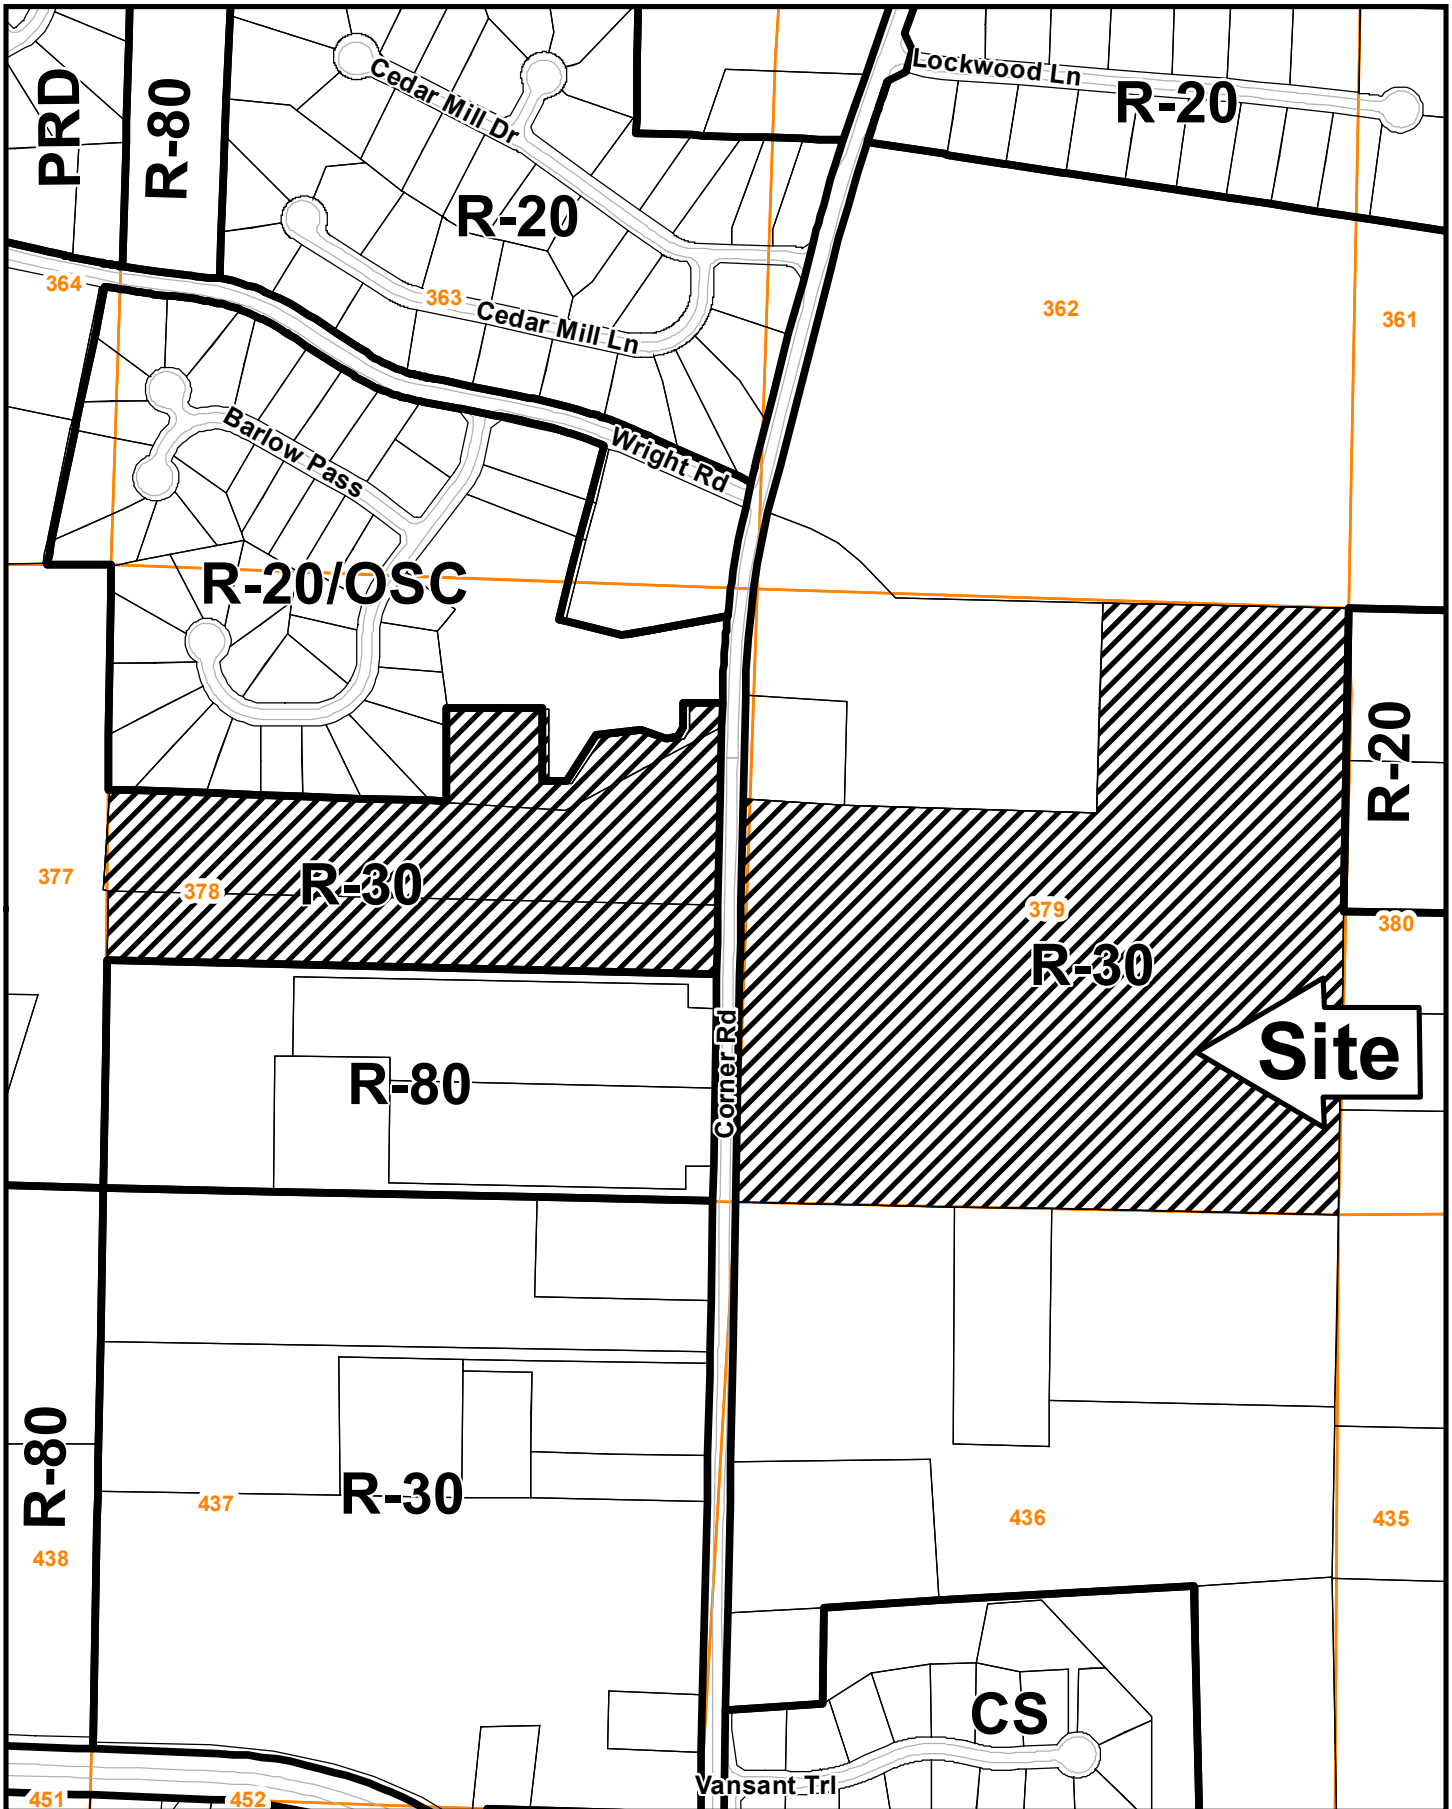 PRD
R-80
Cedar Mill Dr
Lockwood Ln
R-20
R-20
364
363
Cedar Mill Ln
362
361
Barlow Pass
Wright Rd
R-20/OSC
R-20
377
378
R-30
379
380
R-30
Site
R-80
Corner Rd
R-80
437
R-30
436
435
438
CS
Vansant Trl
451
452